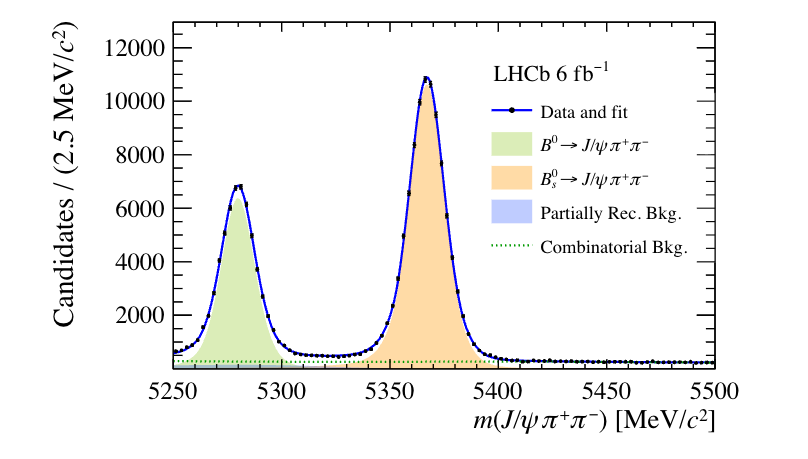 Candidates / (2.5 MeV/c²)
12000
10000
8000
6000
4000
2000
LHCb 6 fb⁻¹
Data and fit
B⁰ → J/ψ π⁺π⁻
B⁰ₛ → J/ψ π⁺π⁻
Partially Rec. Bkg.
Combinatorial Bkg.
5250 5300 5350 5400 5450 5500
m(J/ψ π⁺π⁻) [MeV/c²]